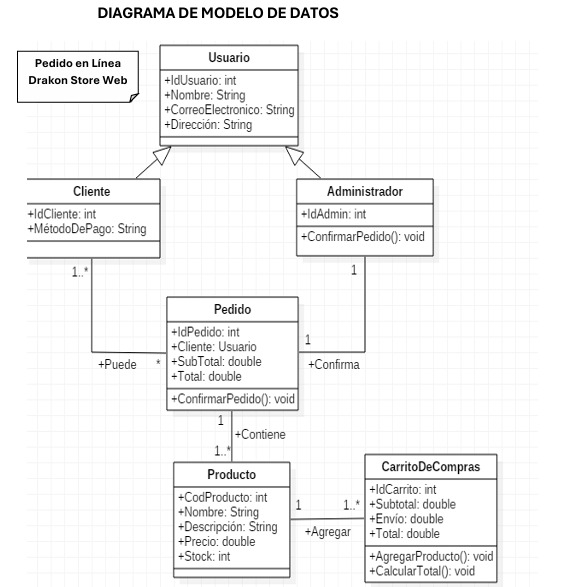 DIAGRAMA DE MODELO DE DATOS
Pedido en Línea
Drakon Store Web
Usuario
+IdUsuario: int
+Nombre: String
+CorreoElectronico: String
+Dirección: String
Cliente
+IdCliente: int
+MétodoDePago: String
Administrador
+IdAdmin: int
+ConfirmarPedido(): void
1..*
1
Pedido
+IdPedido: int
+Cliente: Usuario
+SubTotal: double
+Total: double
+ConfirmarPedido(): void
+Puede
*
1
+Confirma
1
+Contiene
1..*
Producto
+CodProducto: int
+Nombre: String
+Descripción: String
+Precio: double
+Stock: int
1
1..*
+Agregar
CarritoDeCompras
+IdCarrito: int
+Subtotal: double
+Envío: double
+Total: double
+AgregarProducto(): void
+CalcularTotal(): void